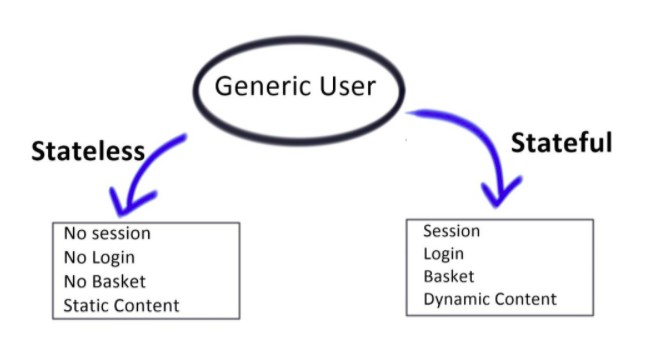 Generic User
Stateless
Stateful
No session
No Login
No Basket
Static Content
Session
Login
Basket
Dynamic Content